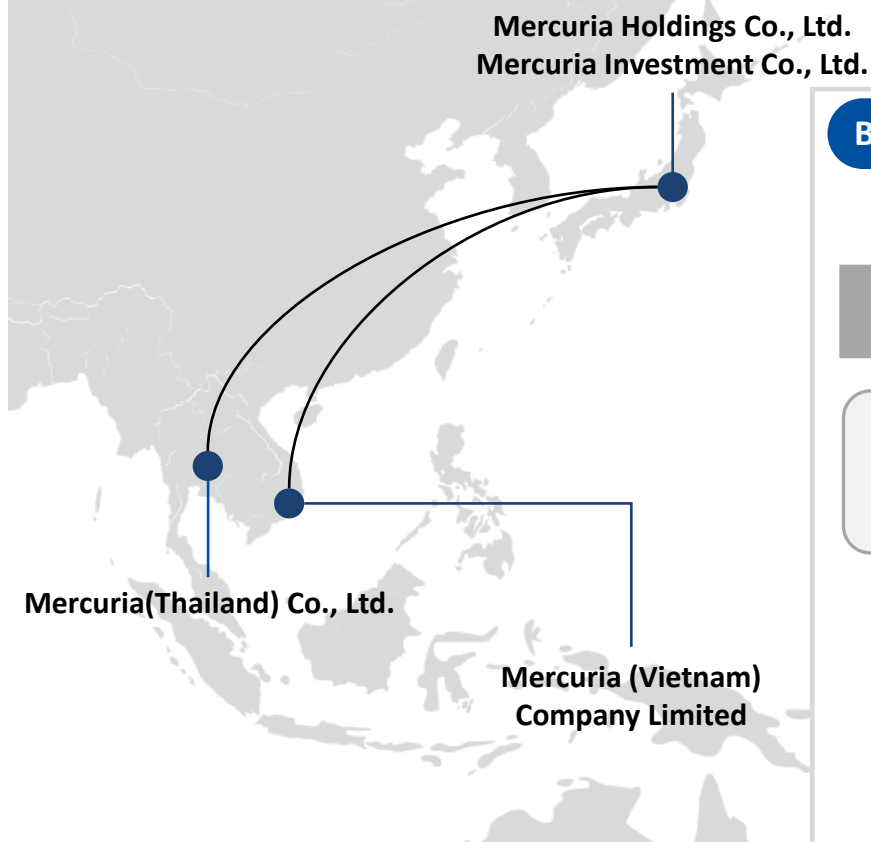 Mercuria Holdings Co., Ltd.
Mercuria Investment Co., Ltd.
B
Mercuria(Thailand) Co., Ltd.
Mercuria (Vietnam)
Company Limited